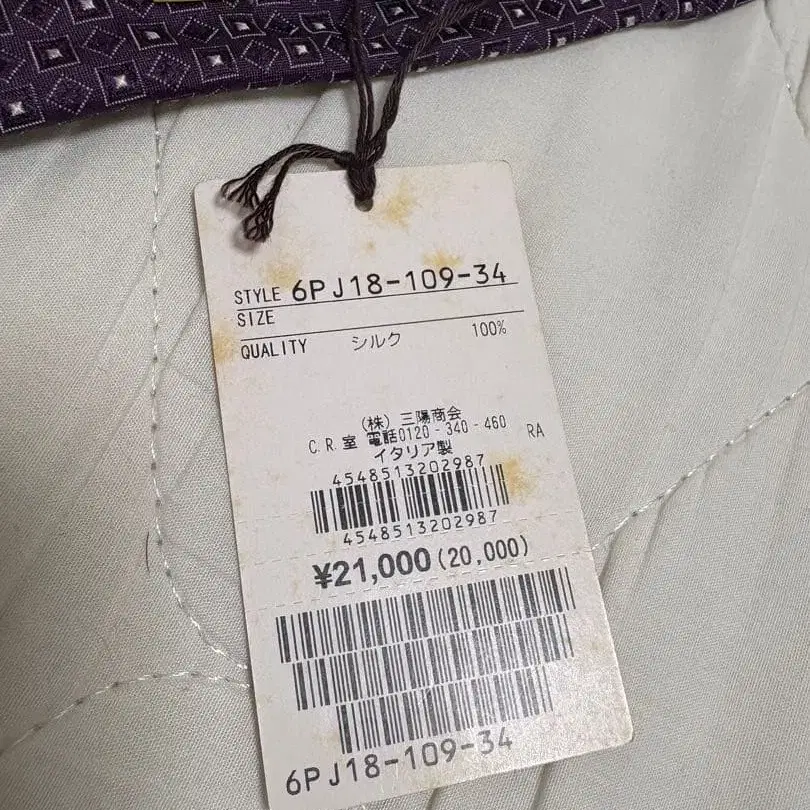 STYLE 6PJ18-109-34
SIZE
QUALITY シルク 100%
(株) 三陽商会
C.R.室 電話0120-340-460 RA
イタリア製
4548513202987
4548513202987
¥21,000(20,000)
6PJ18-109-34